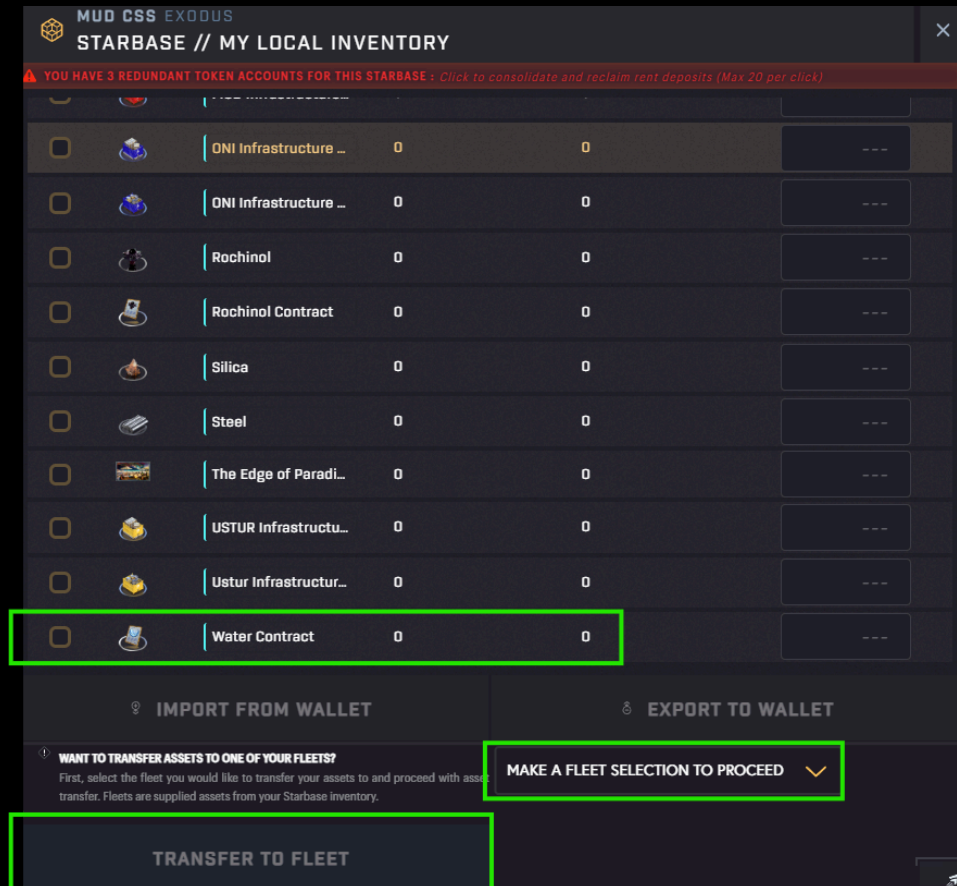 MUD CSS EXODUS
STARBASE // MY LOCAL INVENTORY
YOU HAVE 3 REDUNDANT TOKEN ACCOUNTS FOR THIS STARBASE : Click to consolidate and reclaim rent deposits (Max 20 per click)
ONI Infrastructure ... 0 0 ---
ONI Infrastructure ... 0 0 ---
Rochinol 0 0 ---
Rochinol Contract 0 0 ---
Silica 0 0 ---
Steel 0 0 ---
The Edge of Paradi... 0 0 ---
USTUR Infrastructu... 0 0 ---
Ustur Infrastructur... 0 0 ---
Water Contract 0 0 ---
IMPORT FROM WALLET EXPORT TO WALLET
WANT TO TRANSFER ASSETS TO ONE OF YOUR FLEETS?
First, select the fleet you would like to transfer your assets to and proceed with asset
transfer. Fleets are supplied assets from your Starbase inventory.
MAKE A FLEET SELECTION TO PROCEED
TRANSFER TO FLEET